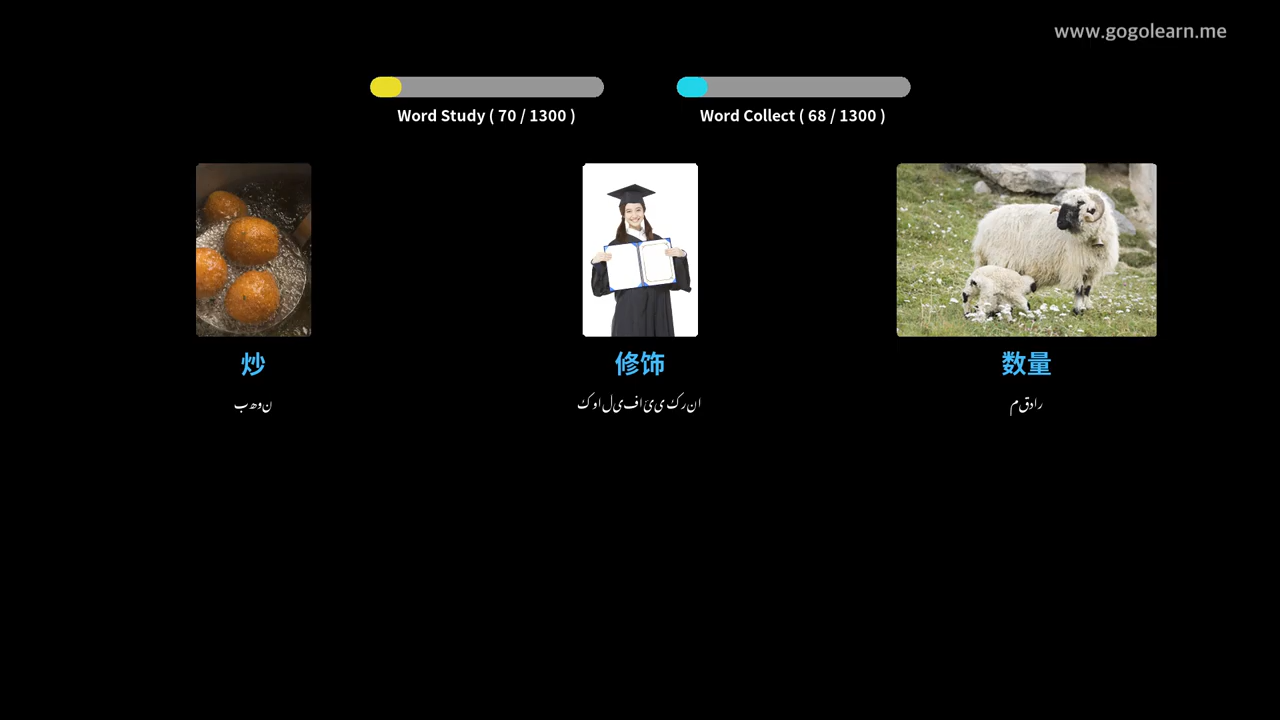 www.gogolearn.me
Word Study ( 70 / 1300 )
Word Collect ( 68 / 1300 )
炒
修饰
数量
بھون
کوالیفائی کرنا
مقدار